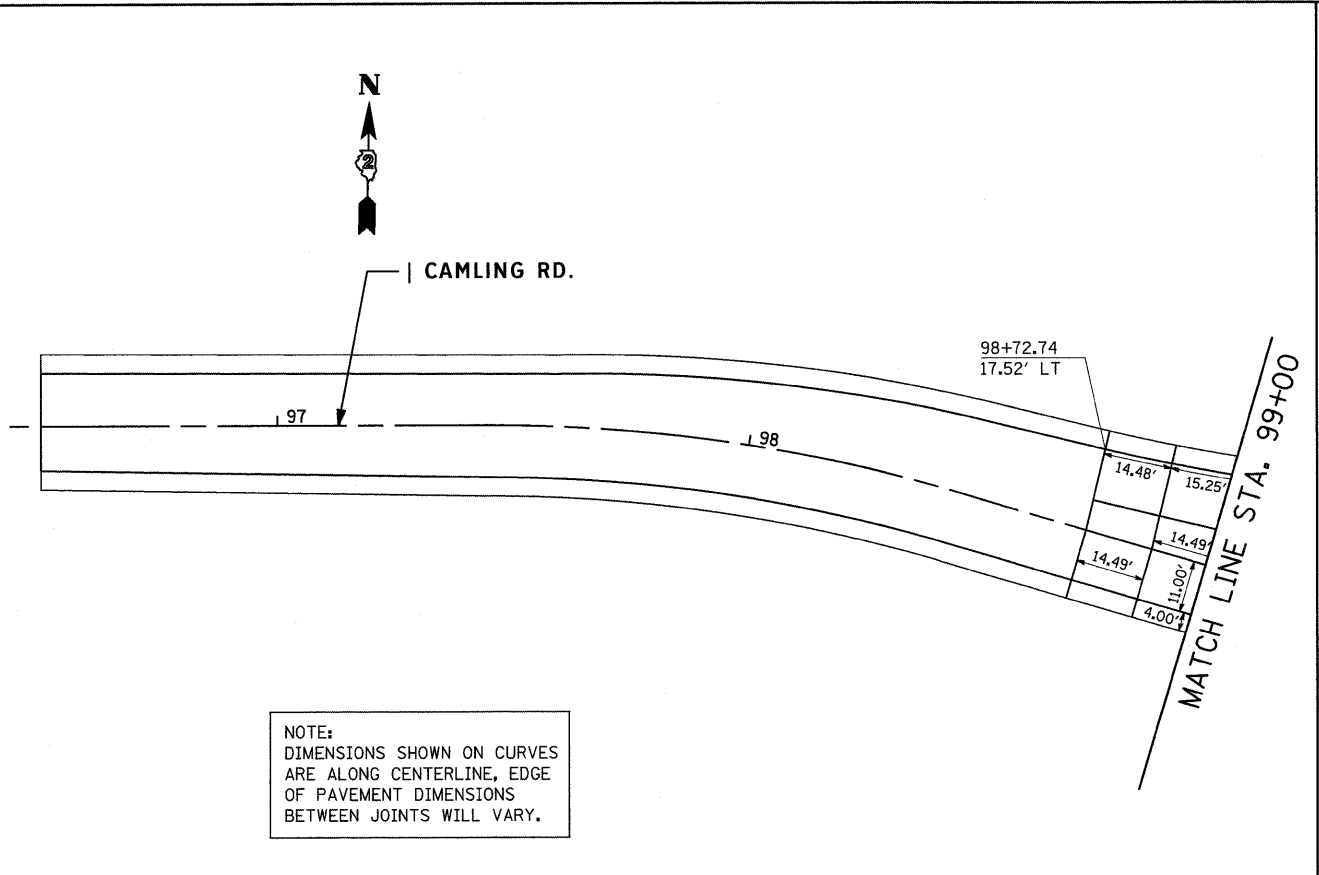 N
2
| CAMLING RD.
97
98
98+72.74
17.52' LT
14.48'
15.25'
14.49'
14.49'
11.00'
4.00'
MATCH LINE STA. 99+00
NOTE:
DIMENSIONS SHOWN ON CURVES
ARE ALONG CENTERLINE, EDGE
OF PAVEMENT DIMENSIONS
BETWEEN JOINTS WILL VARY.